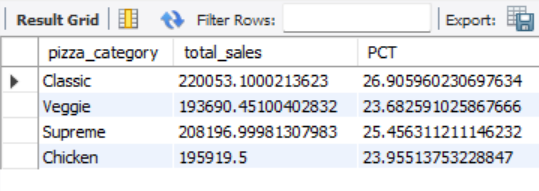 Result Grid Filter Rows: Export:
pizza_category total_sales PCT
Classic 220053.1000213623 26.905960230697634
Veggie 193690.45100402832 23.682591025867666
Supreme 208196.99981307983 25.456311211146232
Chicken 195919.5 23.95513753228847